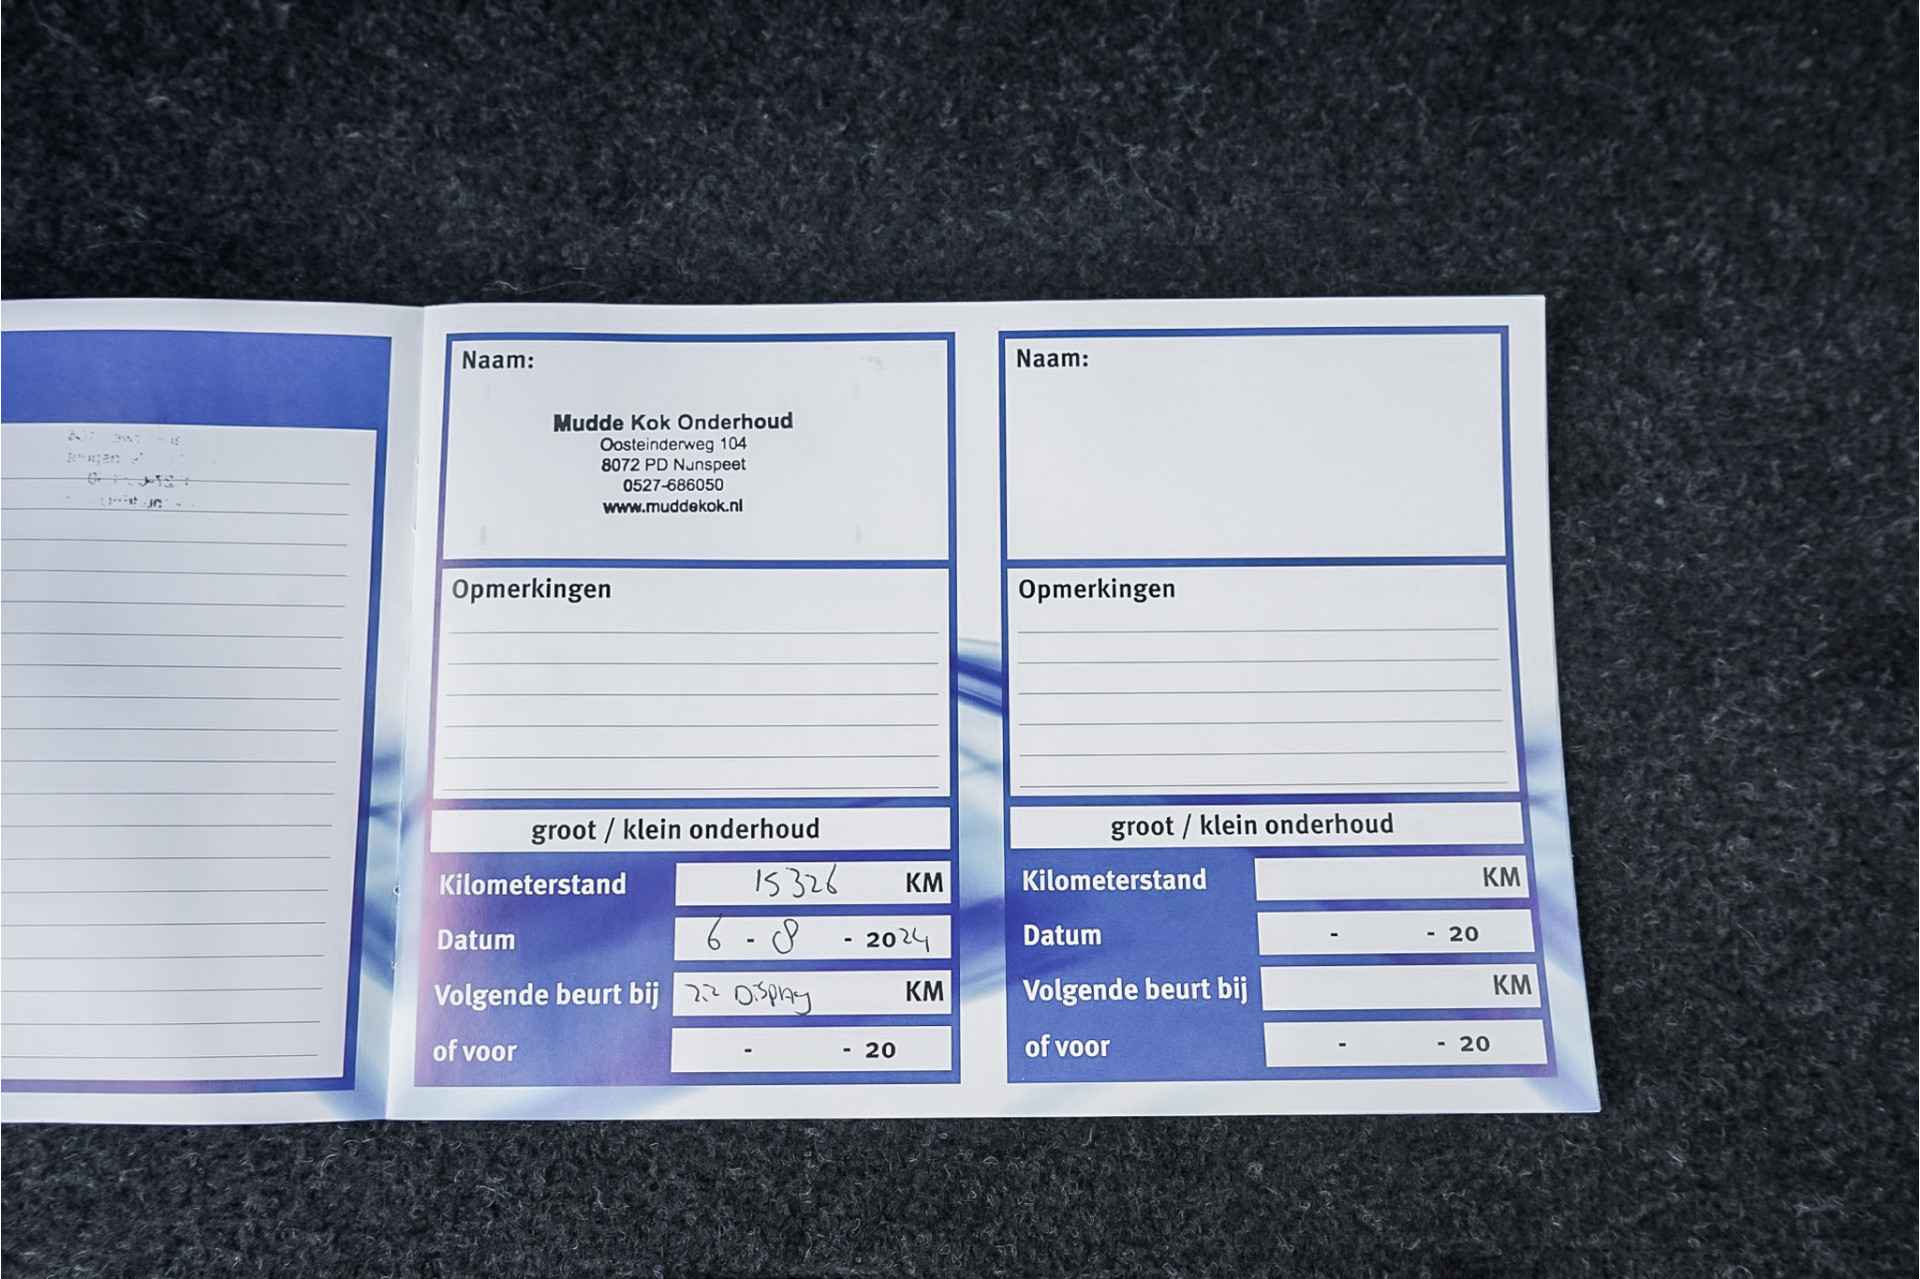 Naam:
Mudde Kok Onderhoud
Oosteinderweg 104
8072 PD Nunspeet
0527-686050
www.muddekok.nl
Opmerkingen
groot / klein onderhoud
Kilometerstand 15326 KM
Datum 6 - 8 - 2024
Volgende beurt bij Display KM
of voor - - 20
Naam:
Opmerkingen
groot / klein onderhoud
Kilometerstand KM
Datum - - 20
Volgende beurt bij KM
of voor - - 20